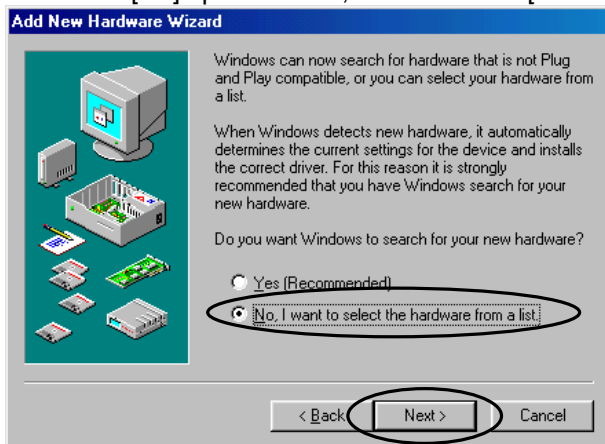 Add New Hardware Wizard
Windows can now search for hardware that is not Plug
and Play compatible, or you can select your hardware from
a list.
When Windows detects new hardware, it automatically
determines the current settings for the device and installs
the correct driver. For this reason it is strongly
recommended that you have Windows search for your
new hardware.
Do you want Windows to search for your new hardware?
Yes (Recommended)
No, I want to select the hardware from a list.
< Back Next > Cancel